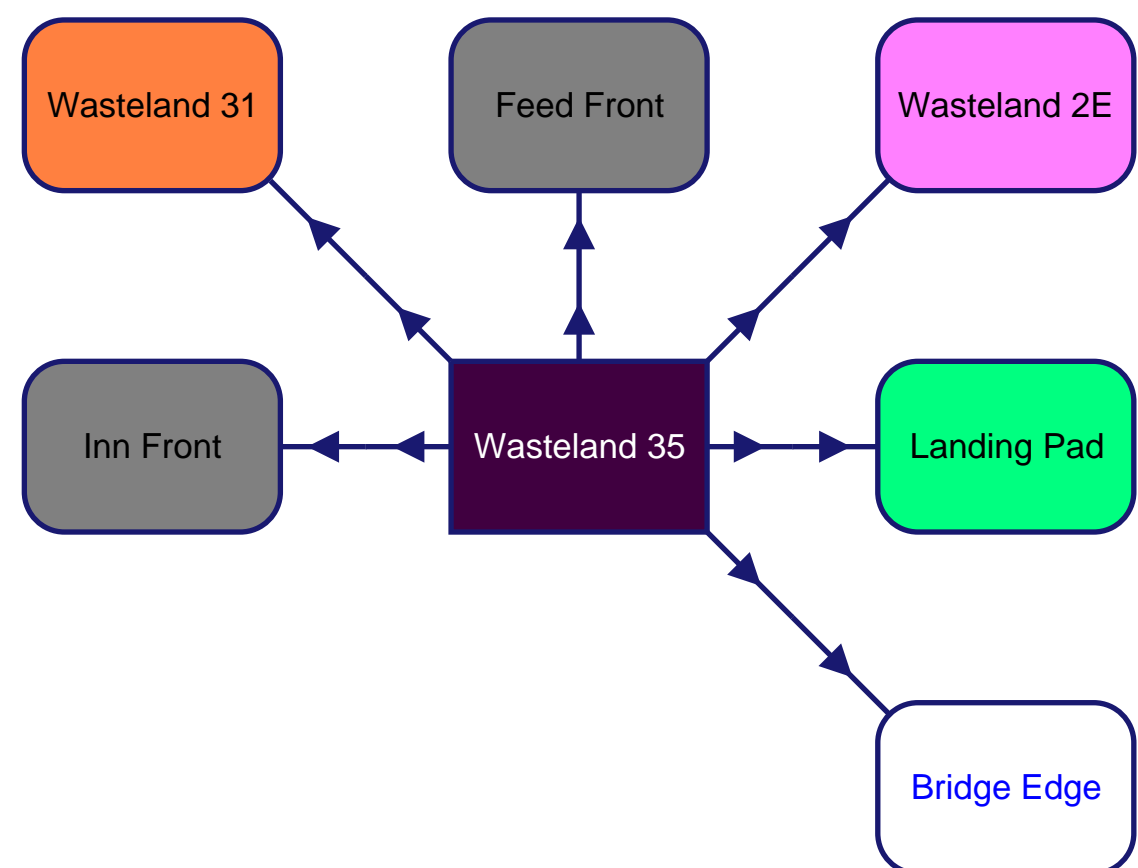 Wasteland 31
Feed Front
Wasteland 2E
Inn Front
Wasteland 35
Landing Pad
Bridge Edge